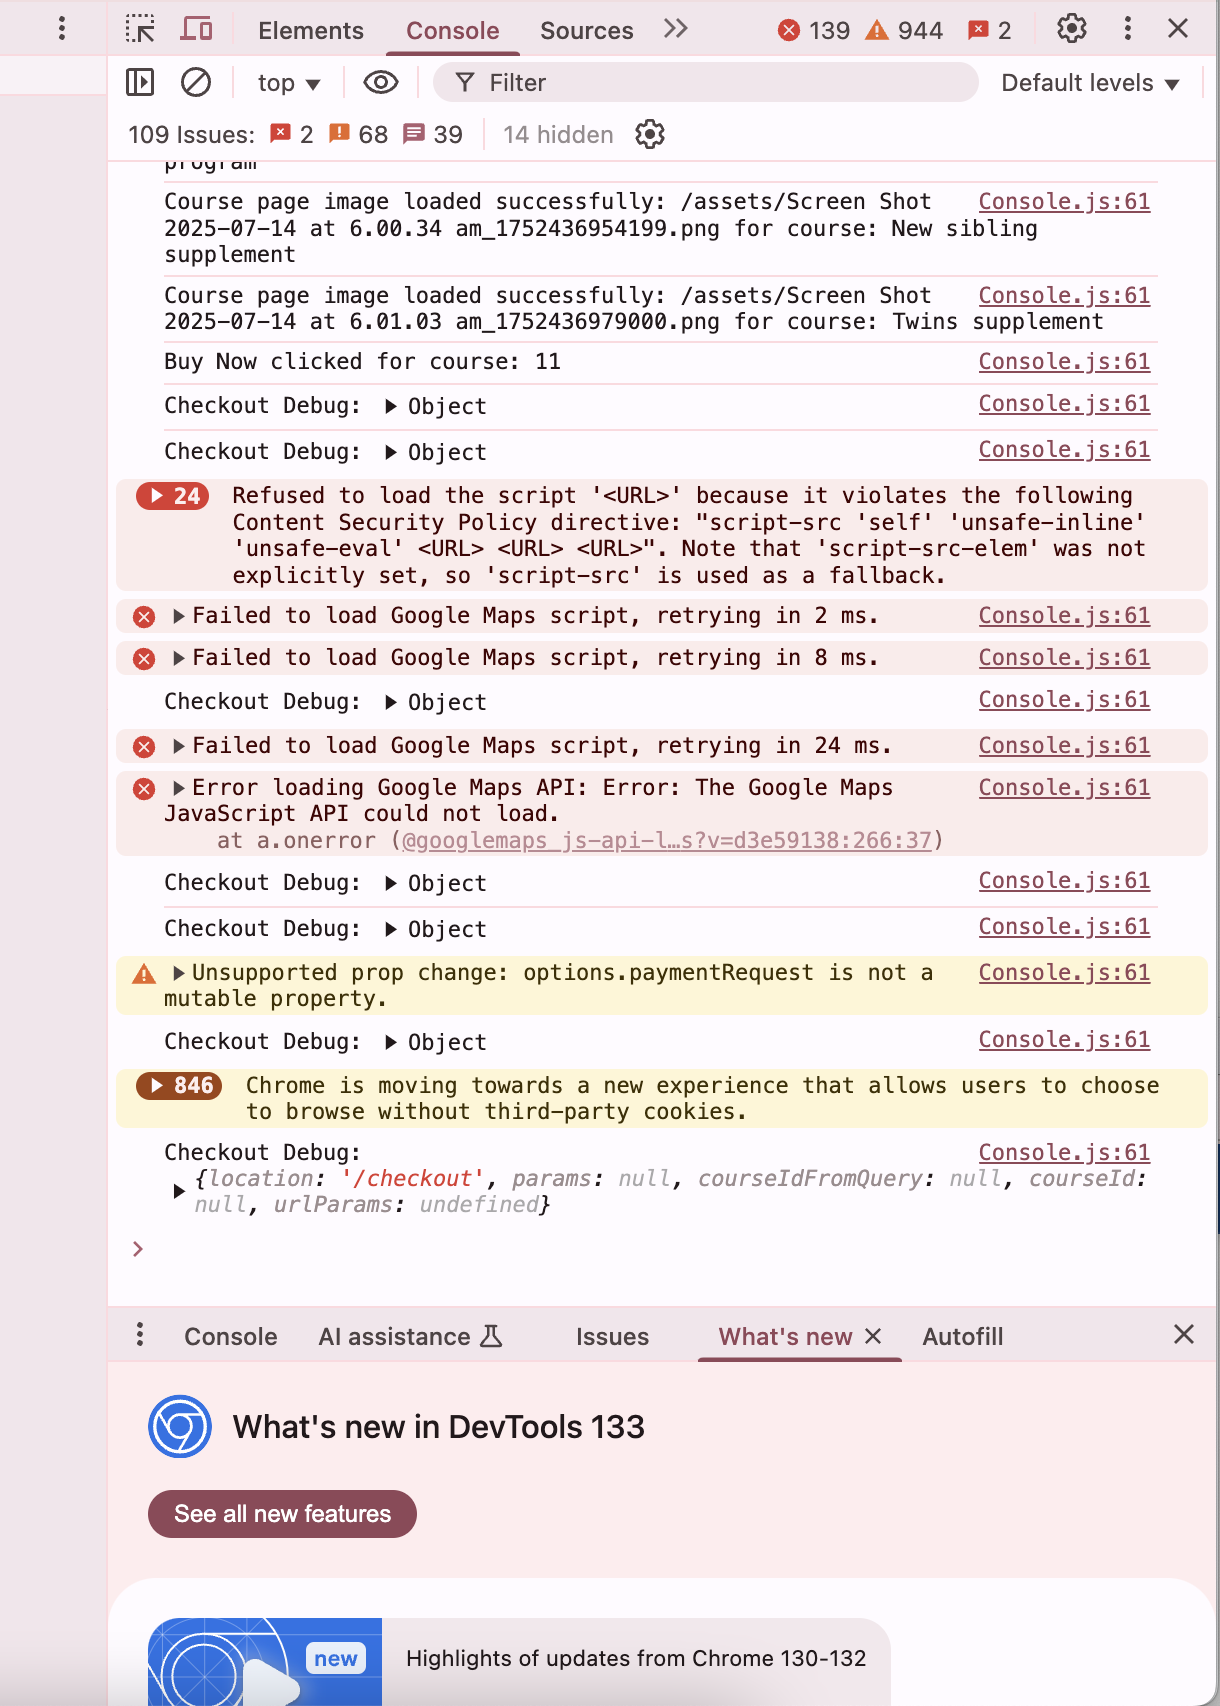 Elements Console Sources 139 944 2
top Filter Default levels
109 Issues: 2 68 39 14 hidden
program
Course page image loaded successfully: /assets/Screen Shot Console.js:61
2025-07-14 at 6.00.34 am_1752436954199.png for course: New sibling
supplement
Course page image loaded successfully: /assets/Screen Shot Console.js:61
2025-07-14 at 6.01.03 am_1752436979000.png for course: Twins supplement
Buy Now clicked for course: 11 Console.js:61
Checkout Debug: Object Console.js:61
Checkout Debug: Object Console.js:61
24 Refused to load the script '<URL>' because it violates the following
Content Security Policy directive: "script-src 'self' 'unsafe-inline'
'unsafe-eval' <URL> <URL> <URL>". Note that 'script-src-elem' was not
explicitly set, so 'script-src' is used as a fallback.
Failed to load Google Maps script, retrying in 2 ms. Console.js:61
Failed to load Google Maps script, retrying in 8 ms. Console.js:61
Checkout Debug: Object Console.js:61
Failed to load Google Maps script, retrying in 24 ms. Console.js:61
Error loading Google Maps API: Error: The Google Maps Console.js:61
JavaScript API could not load.
at a.onerror (@googlemaps_js-api-l…s?v=d3e59138:266:37)
Checkout Debug: Object Console.js:61
Checkout Debug: Object Console.js:61
Unsupported prop change: options.paymentRequest is not a Console.js:61
mutable property.
Checkout Debug: Object Console.js:61
846 Chrome is moving towards a new experience that allows users to choose
to browse without third-party cookies.
Checkout Debug: Console.js:61
{location: '/checkout', params: null, courseIdFromQuery: null, courseId:
null, urlParams: undefined}
Console AI assistance Issues What's new Autofill
What's new in DevTools 133
See all new features
new
Highlights of updates from Chrome 130-132